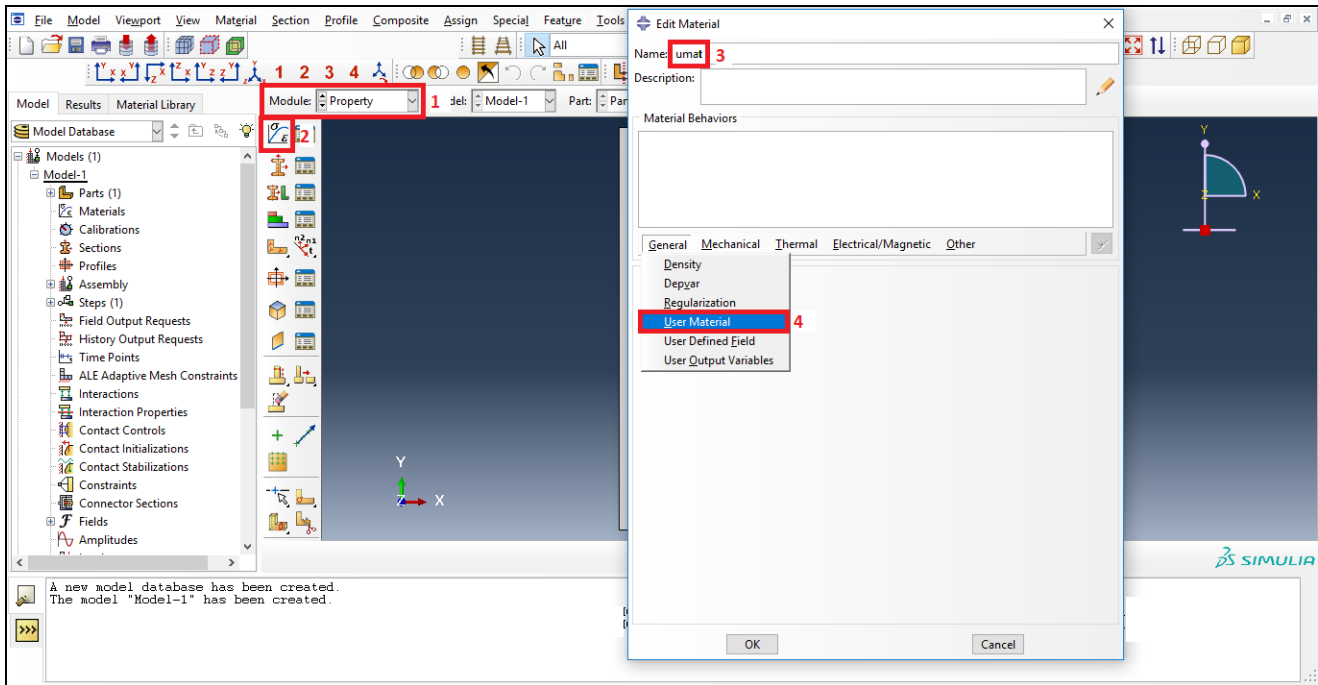 File Model Viewport View Material Section Profile Composite Assign Special Feature Tools
All
1 2 3 4
Model Results Material Library
Module: Property 1 del: Model-1 Part: Par
Model Database
2
Models (1)
Model-1
Parts (1)
Materials
Calibrations
Sections
Profiles
Assembly
Steps (1)
Field Output Requests
History Output Requests
Time Points
ALE Adaptive Mesh Constraints
Interactions
Interaction Properties
Contact Controls
Contact Initializations
Contact Stabilizations
Constraints
Connector Sections
Fields
Amplitudes
Y
Z X
Edit Material
Name: umat 3
Description:
Material Behaviors
General Mechanical Thermal Electrical/Magnetic Other
Density
Depvar
Regularization
User Material 4
User Defined Field
User Output Variables
OK Cancel
Y
Z X
SIMULIA
A new model database has been created.
The model "Model-1" has been created.
>>>